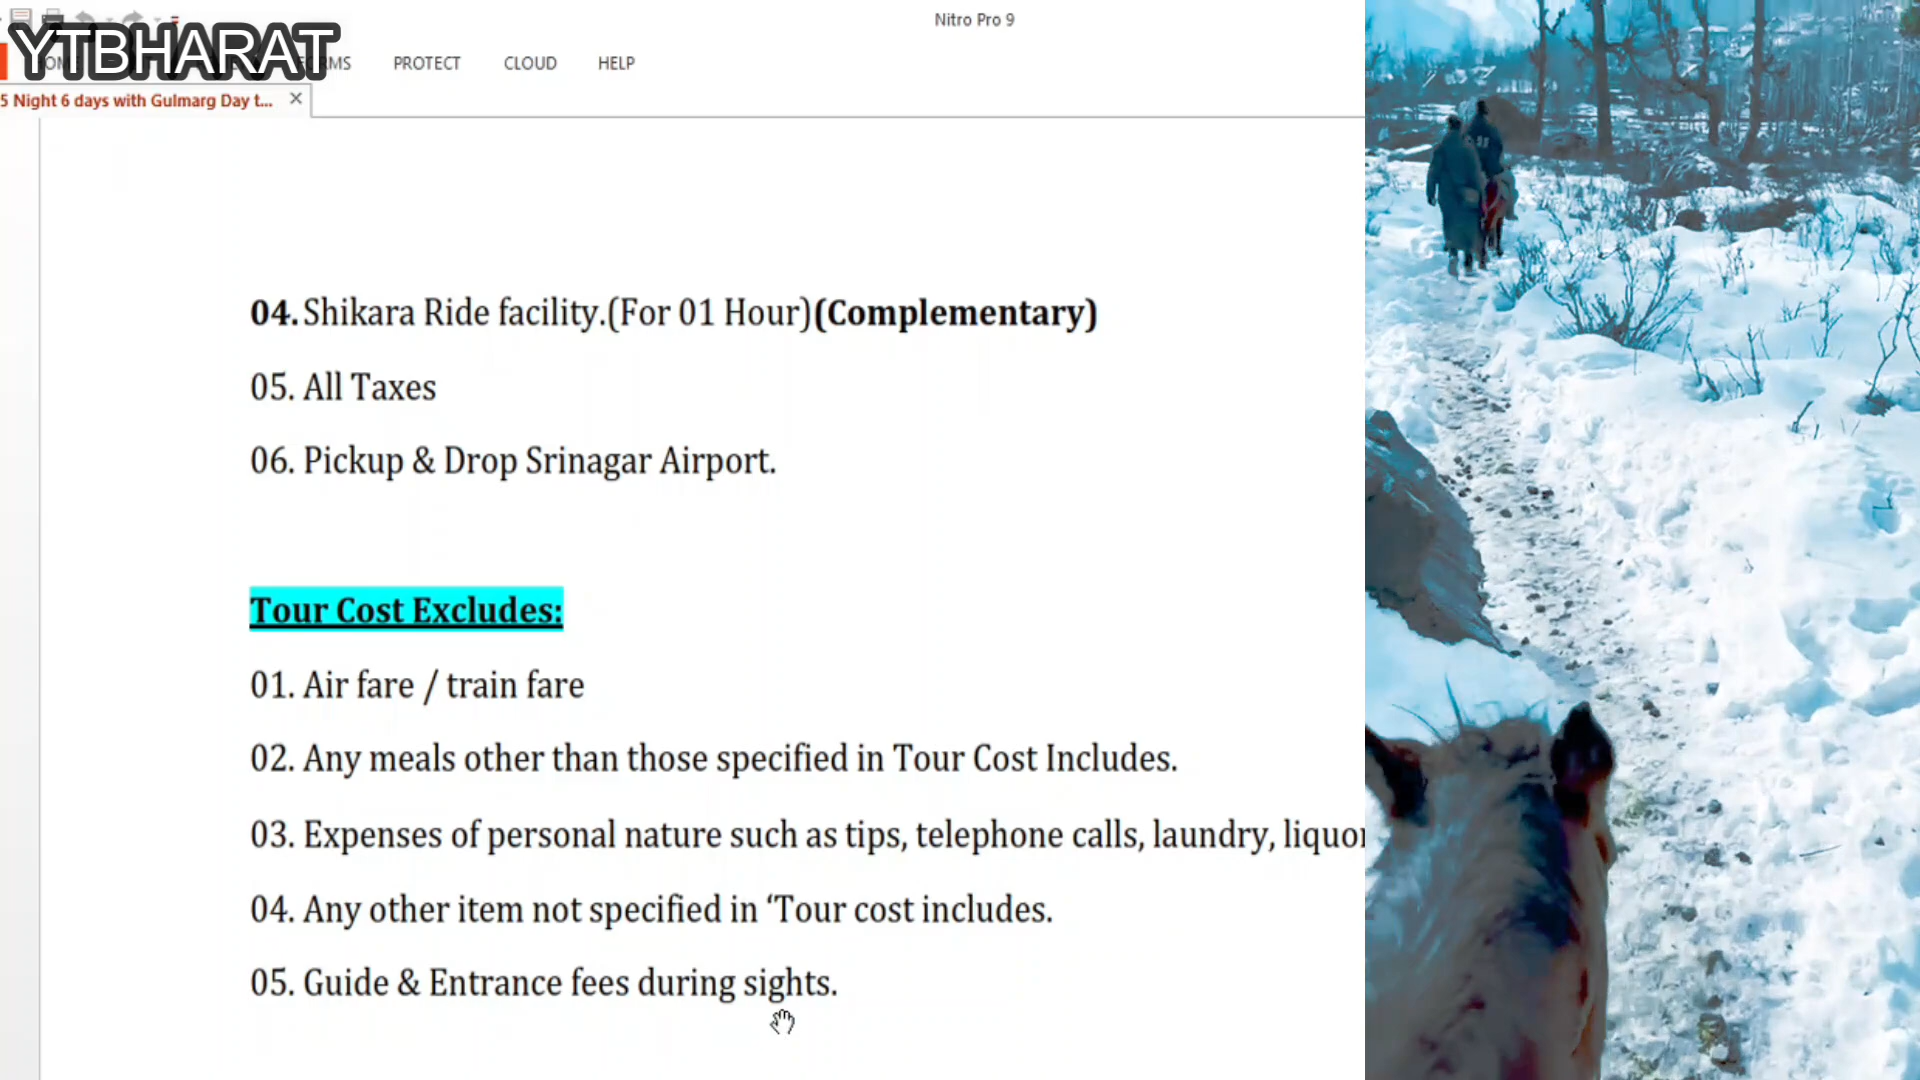 Nitro Pro 9
YTBHARAT
PROTECT CLOUD HELP
5 Night 6 days with Gulmarg Day t...
04. Shikara Ride facility.(For 01 Hour)(Complementary)
05. All Taxes
06. Pickup & Drop Srinagar Airport.
Tour Cost Excludes:
01. Air fare / train fare
02. Any meals other than those specified in Tour Cost Includes.
03. Expenses of personal nature such as tips, telephone calls, laundry, liquor
04. Any other item not specified in ‘Tour cost includes.
05. Guide & Entrance fees during sights.